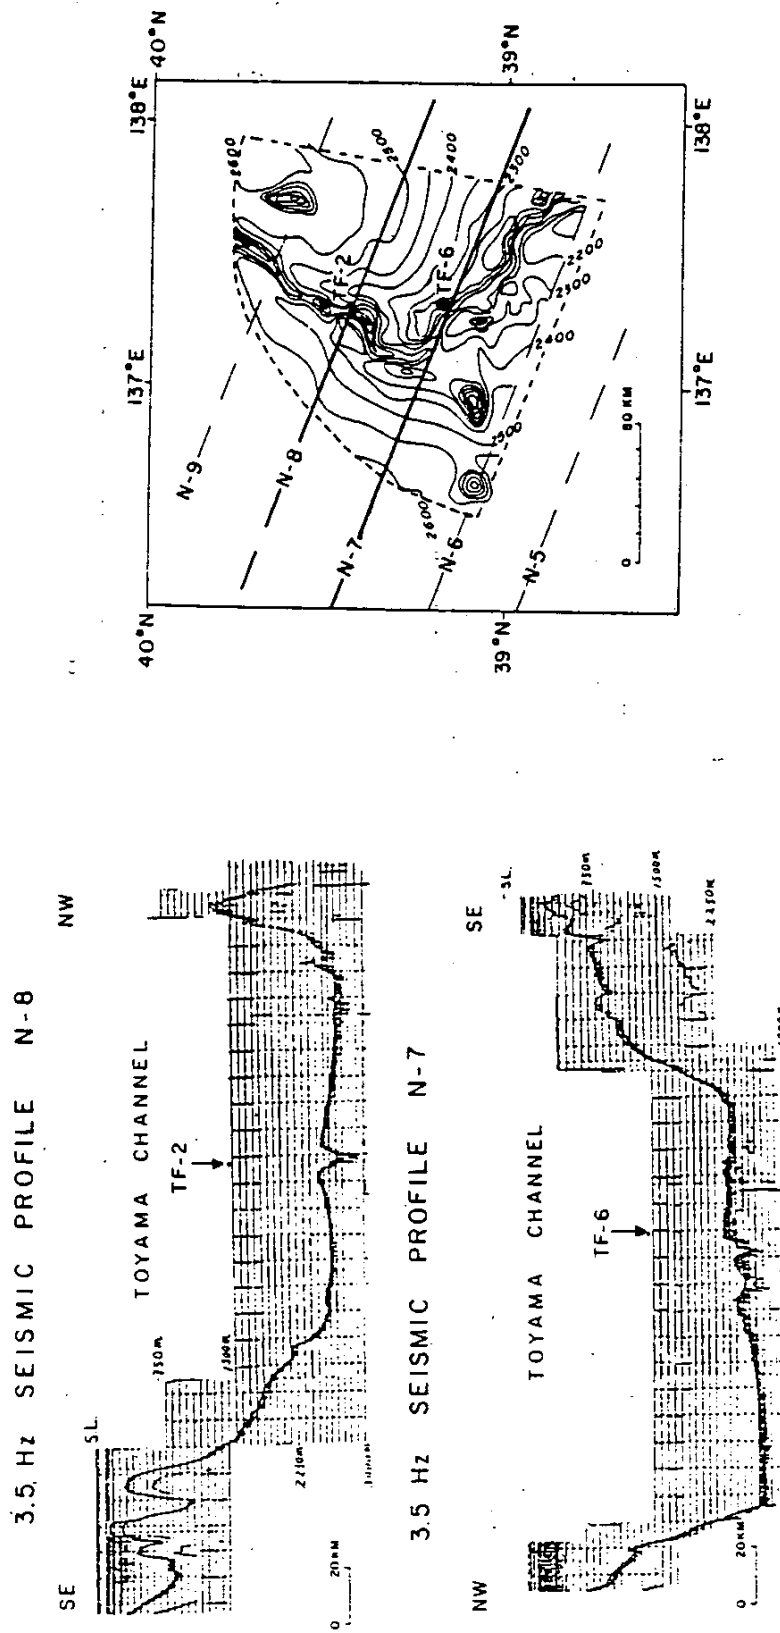 3.5 Hz SEISMIC PROFILE N-8
SE
NW
S.L.
750m
1500m
2250m
TOYAMA CHANNEL
TF-2
0 20KM
3.5 Hz SEISMIC PROFILE N-7
NW
SE
S.L.
750m
1500m
2250M
TOYAMA CHANNEL
TF-6
0 20KM
40°N
39°N
137°E
138°E
40°N
39°N
137°E
138°E
N-9
N-8
N-7
N-6
N-5
TF-2
TF-6
2600
2500
2400
2300
2200
2300
2400
2500
2600
0 80 KM